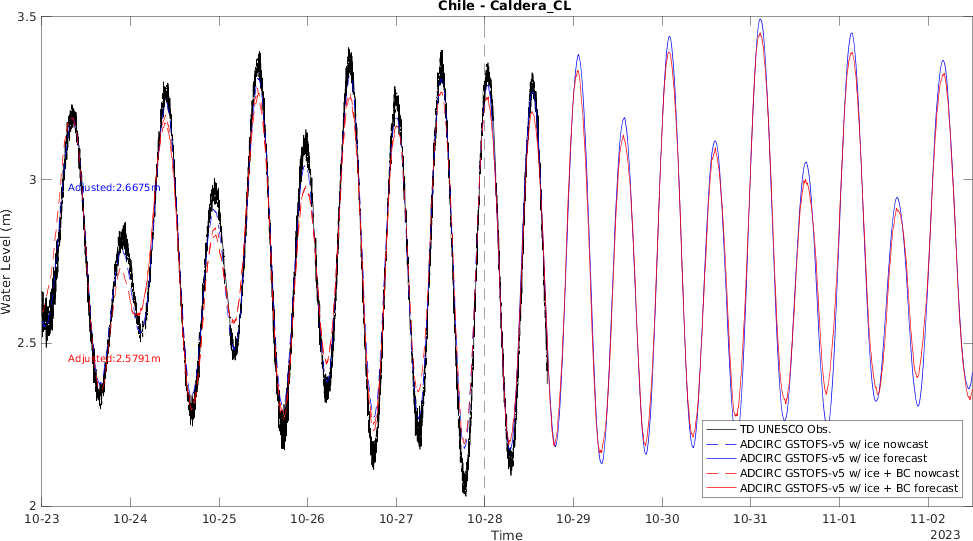 Chile - Caldera_CL
3.5
3
2.5
2
Water Level (m)
Adjusted:2.6675m
Adjusted:2.5791m
TD UNESCO Obs.
ADCIRC GSTOFS-v5 w/ ice nowcast
ADCIRC GSTOFS-v5 w/ ice forecast
ADCIRC GSTOFS-v5 w/ ice + BC nowcast
ADCIRC GSTOFS-v5 w/ ice + BC forecast
10-23 10-24 10-25 10-26 10-27 10-28 10-29 10-30 10-31 11-01 11-02
Time
2023